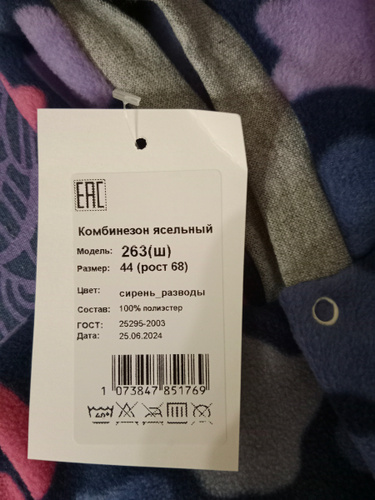 EAC
Комбинезон ясельный
Модель: 263(ш)
Размер: 44 (рост 68)
Цвет: сирень_разводы
Состав: 100% полиэстер
ГОСТ: 25295-2003
Дата: 25.06.2024
1 073847 851769